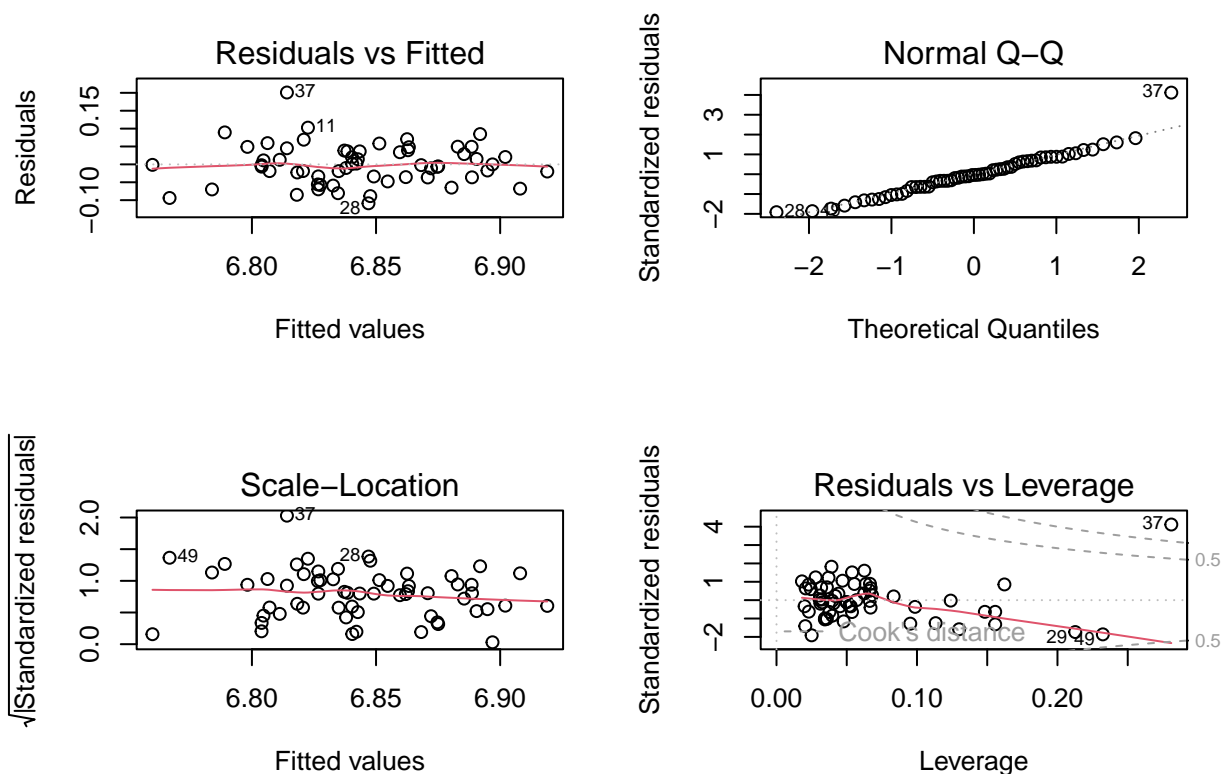 Residuals vs Fitted
Residuals
−0.10
0.15
37
11
28
6.80 6.85 6.90
Fitted values
Normal Q−Q
Standardized residuals
−2
1
3
37
28
−2 −1 0 1 2
Theoretical Quantiles
Scale−Location
√|Standardized residuals|
0.0
1.0
2.0
37
49
28
6.80 6.85 6.90
Fitted values
Residuals vs Leverage
Standardized residuals
−2
1
4
37
0.5
Cook's distance
29 49
0.5
0.00 0.10 0.20
Leverage